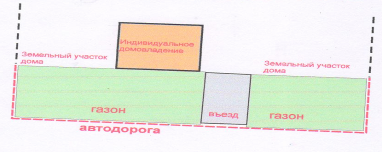 Индивидуальное
домовладение
Земельный участок
дома
Земельный участок
дома
газон
въезд
газон
автодорога